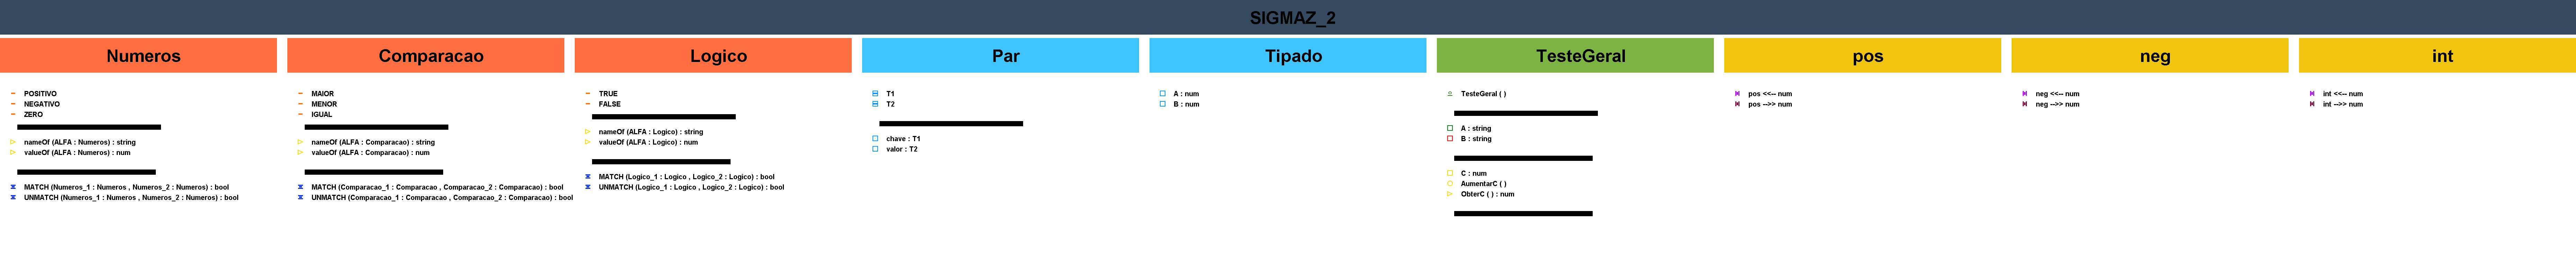 SIGMAZ_2
Numeros
POSITIVO
NEGATIVO
ZERO
nameOf (ALFA : Numeros) : string
valueOf (ALFA : Numeros) : num
MATCH (Numeros_1 : Numeros , Numeros_2 : Numeros) : bool
UNMATCH (Numeros_1 : Numeros , Numeros_2 : Numeros) : bool
Comparacao
MAIOR
MENOR
IGUAL
nameOf (ALFA : Comparacao) : string
valueOf (ALFA : Comparacao) : num
MATCH (Comparacao_1 : Comparacao , Comparacao_2 : Comparacao) : bool
UNMATCH (Comparacao_1 : Comparacao , Comparacao_2 : Comparacao) : bool
Logico
TRUE
FALSE
nameOf (ALFA : Logico) : string
valueOf (ALFA : Logico) : num
MATCH (Logico_1 : Logico , Logico_2 : Logico) : bool
UNMATCH (Logico_1 : Logico , Logico_2 : Logico) : bool
Par
T1
T2
chave : T1
valor : T2
Tipado
A : num
B : num
TesteGeral
TesteGeral ( )
A : string
B : string
C : num
AumentarC ( )
ObterC ( ) : num
pos
pos <<-- num
pos -->> num
neg
neg <<-- num
neg -->> num
int
int <<-- num
int -->> num